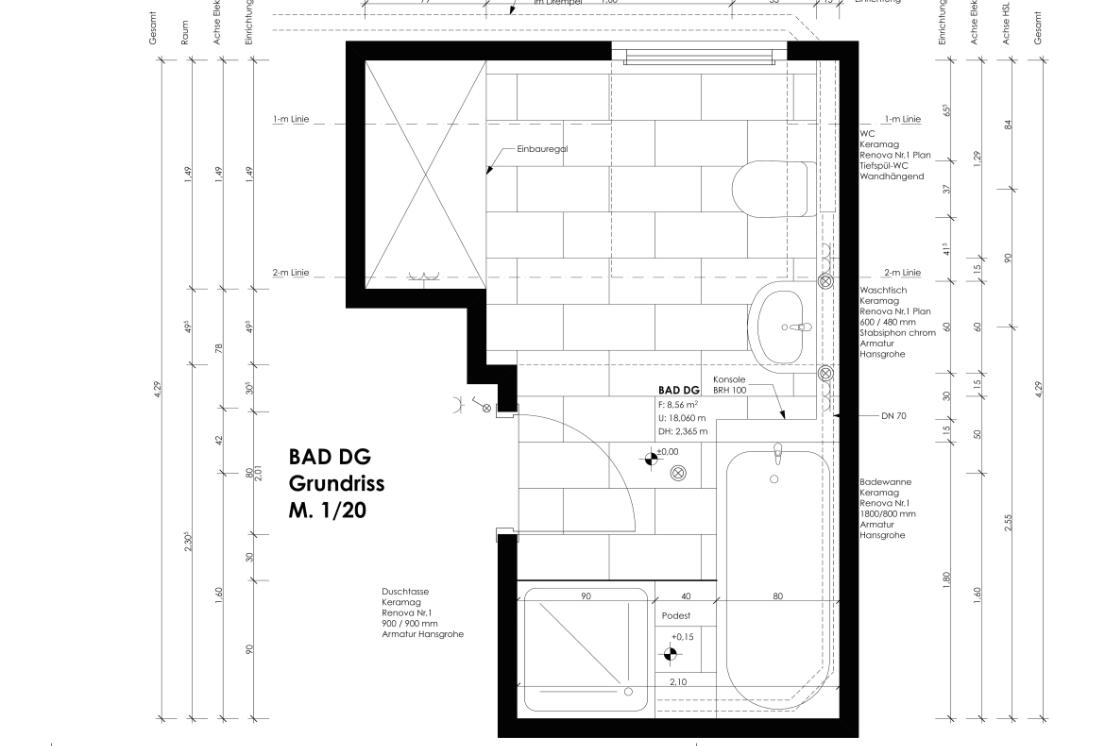 im Drempel
Gesamt
Raum
Einrichtung
Einrichtung
Achse HSL
Gesamt
1-m Linie
1-m Linie
65⁵
84
WC
Keramag
Renova Nr.1 Plan
Tiefspül-WC
Wandhängend
Einbauregal
1,29
1,49
1,49
1,49
37
2-m Linie
2-m Linie
41⁵
15
90
Waschtisch
Keramag
Renova Nr.1 Plan
600 / 480 mm
Stabsiphon chrom
Armatur
Hansgrohe
49⁵
49⁵
78
60
60
4,29
30⁵
Konsole
BRH 100
30
15
4,29
BAD DG
F: 8,56 m²
U: 18,060 m
DH: 2,365 m
DN 70
±0,00
42
80
2,01
15
50
BAD DG
Grundriss
M. 1/20
Badewanne
Keramag
Renova Nr.1
1800/800 mm
Armatur
Hansgrohe
2,30⁵
30
2,55
1,60
1,80
1,60
Duschtasse
Keramag
Renova Nr.1
900 / 900 mm
Armatur Hansgrohe
90
40
80
Podest
+0,15
90
2,10